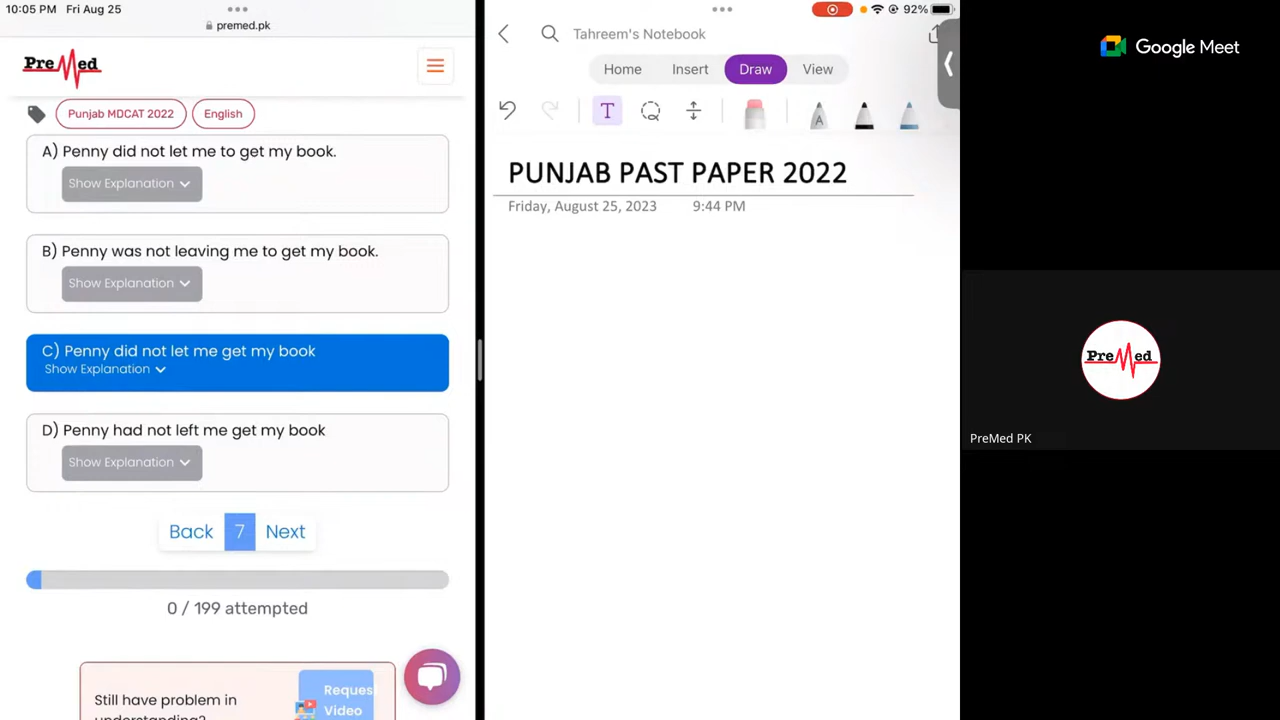 10:05 PM Fri Aug 25
premed.pk
PreMed
Punjab MDCAT 2022
English
A) Penny did not let me to get my book.
Show Explanation
B) Penny was not leaving me to get my book.
Show Explanation
C) Penny did not let me get my book
Show Explanation
D) Penny had not left me get my book
Show Explanation
Back 7 Next
0 / 199 attempted
Still have problem in
understanding?
Reques
Video
92%
Tahreem's Notebook
Home Insert Draw View
T
A
PUNJAB PAST PAPER 2022
Friday, August 25, 2023 9:44 PM
Google Meet
PreMed
PreMed PK